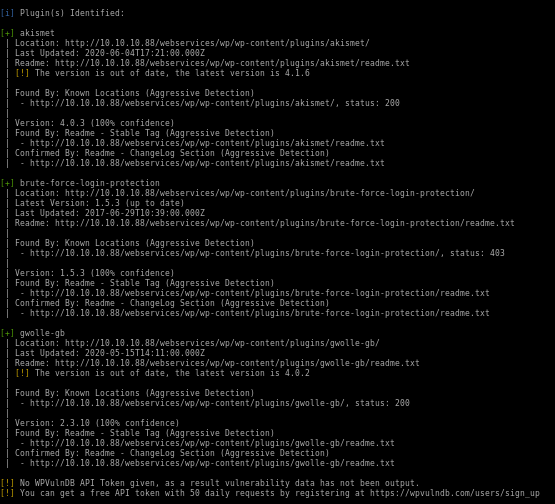 [i] Plugin(s) Identified:

[+] akismet
 | Location: http://10.10.10.88/webservices/wp/wp-content/plugins/akismet/
 | Last Updated: 2020-06-04T17:21:00.000Z
 | Readme: http://10.10.10.88/webservices/wp/wp-content/plugins/akismet/readme.txt
 | [!] The version is out of date, the latest version is 4.1.6
 |
 | Found By: Known Locations (Aggressive Detection)
 |  - http://10.10.10.88/webservices/wp/wp-content/plugins/akismet/, status: 200
 |
 | Version: 4.0.3 (100% confidence)
 | Found By: Readme - Stable Tag (Aggressive Detection)
 |  - http://10.10.10.88/webservices/wp/wp-content/plugins/akismet/readme.txt
 | Confirmed By: Readme - ChangeLog Section (Aggressive Detection)
 |  - http://10.10.10.88/webservices/wp/wp-content/plugins/akismet/readme.txt

[+] brute-force-login-protection
 | Location: http://10.10.10.88/webservices/wp/wp-content/plugins/brute-force-login-protection/
 | Latest Version: 1.5.3 (up to date)
 | Last Updated: 2017-06-29T10:39:00.000Z
 | Readme: http://10.10.10.88/webservices/wp/wp-content/plugins/brute-force-login-protection/readme.txt
 |
 | Found By: Known Locations (Aggressive Detection)
 |  - http://10.10.10.88/webservices/wp/wp-content/plugins/brute-force-login-protection/, status: 403
 |
 | Version: 1.5.3 (100% confidence)
 | Found By: Readme - Stable Tag (Aggressive Detection)
 |  - http://10.10.10.88/webservices/wp/wp-content/plugins/brute-force-login-protection/readme.txt
 | Confirmed By: Readme - ChangeLog Section (Aggressive Detection)
 |  - http://10.10.10.88/webservices/wp/wp-content/plugins/brute-force-login-protection/readme.txt

[+] gwolle-gb
 | Location: http://10.10.10.88/webservices/wp/wp-content/plugins/gwolle-gb/
 | Last Updated: 2020-05-15T14:11:00.000Z
 | Readme: http://10.10.10.88/webservices/wp/wp-content/plugins/gwolle-gb/readme.txt
 | [!] The version is out of date, the latest version is 4.0.2
 |
 | Found By: Known Locations (Aggressive Detection)
 |  - http://10.10.10.88/webservices/wp/wp-content/plugins/gwolle-gb/, status: 200
 |
 | Version: 2.3.10 (100% confidence)
 | Found By: Readme - Stable Tag (Aggressive Detection)
 |  - http://10.10.10.88/webservices/wp/wp-content/plugins/gwolle-gb/readme.txt
 | Confirmed By: Readme - ChangeLog Section (Aggressive Detection)
 |  - http://10.10.10.88/webservices/wp/wp-content/plugins/gwolle-gb/readme.txt

[!] No WPVulnDB API Token given, as a result vulnerability data has not been output.
[!] You can get a free API token with 50 daily requests by registering at https://wpvulndb.com/users/sign_up